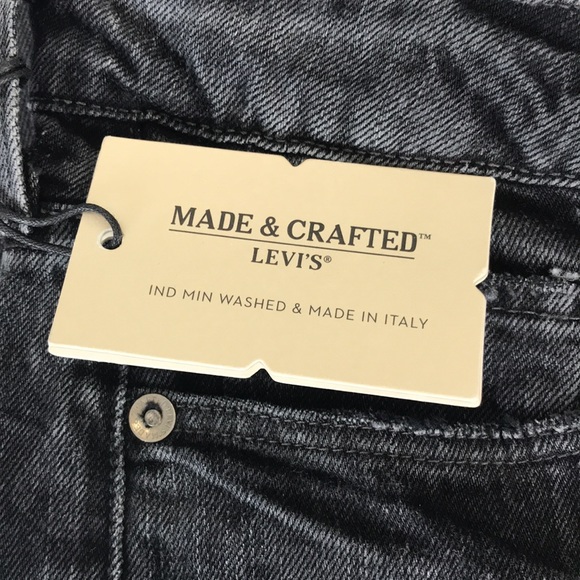 MADE & CRAFTED™
LEVI'S®
IND MIN WASHED & MADE IN ITALY